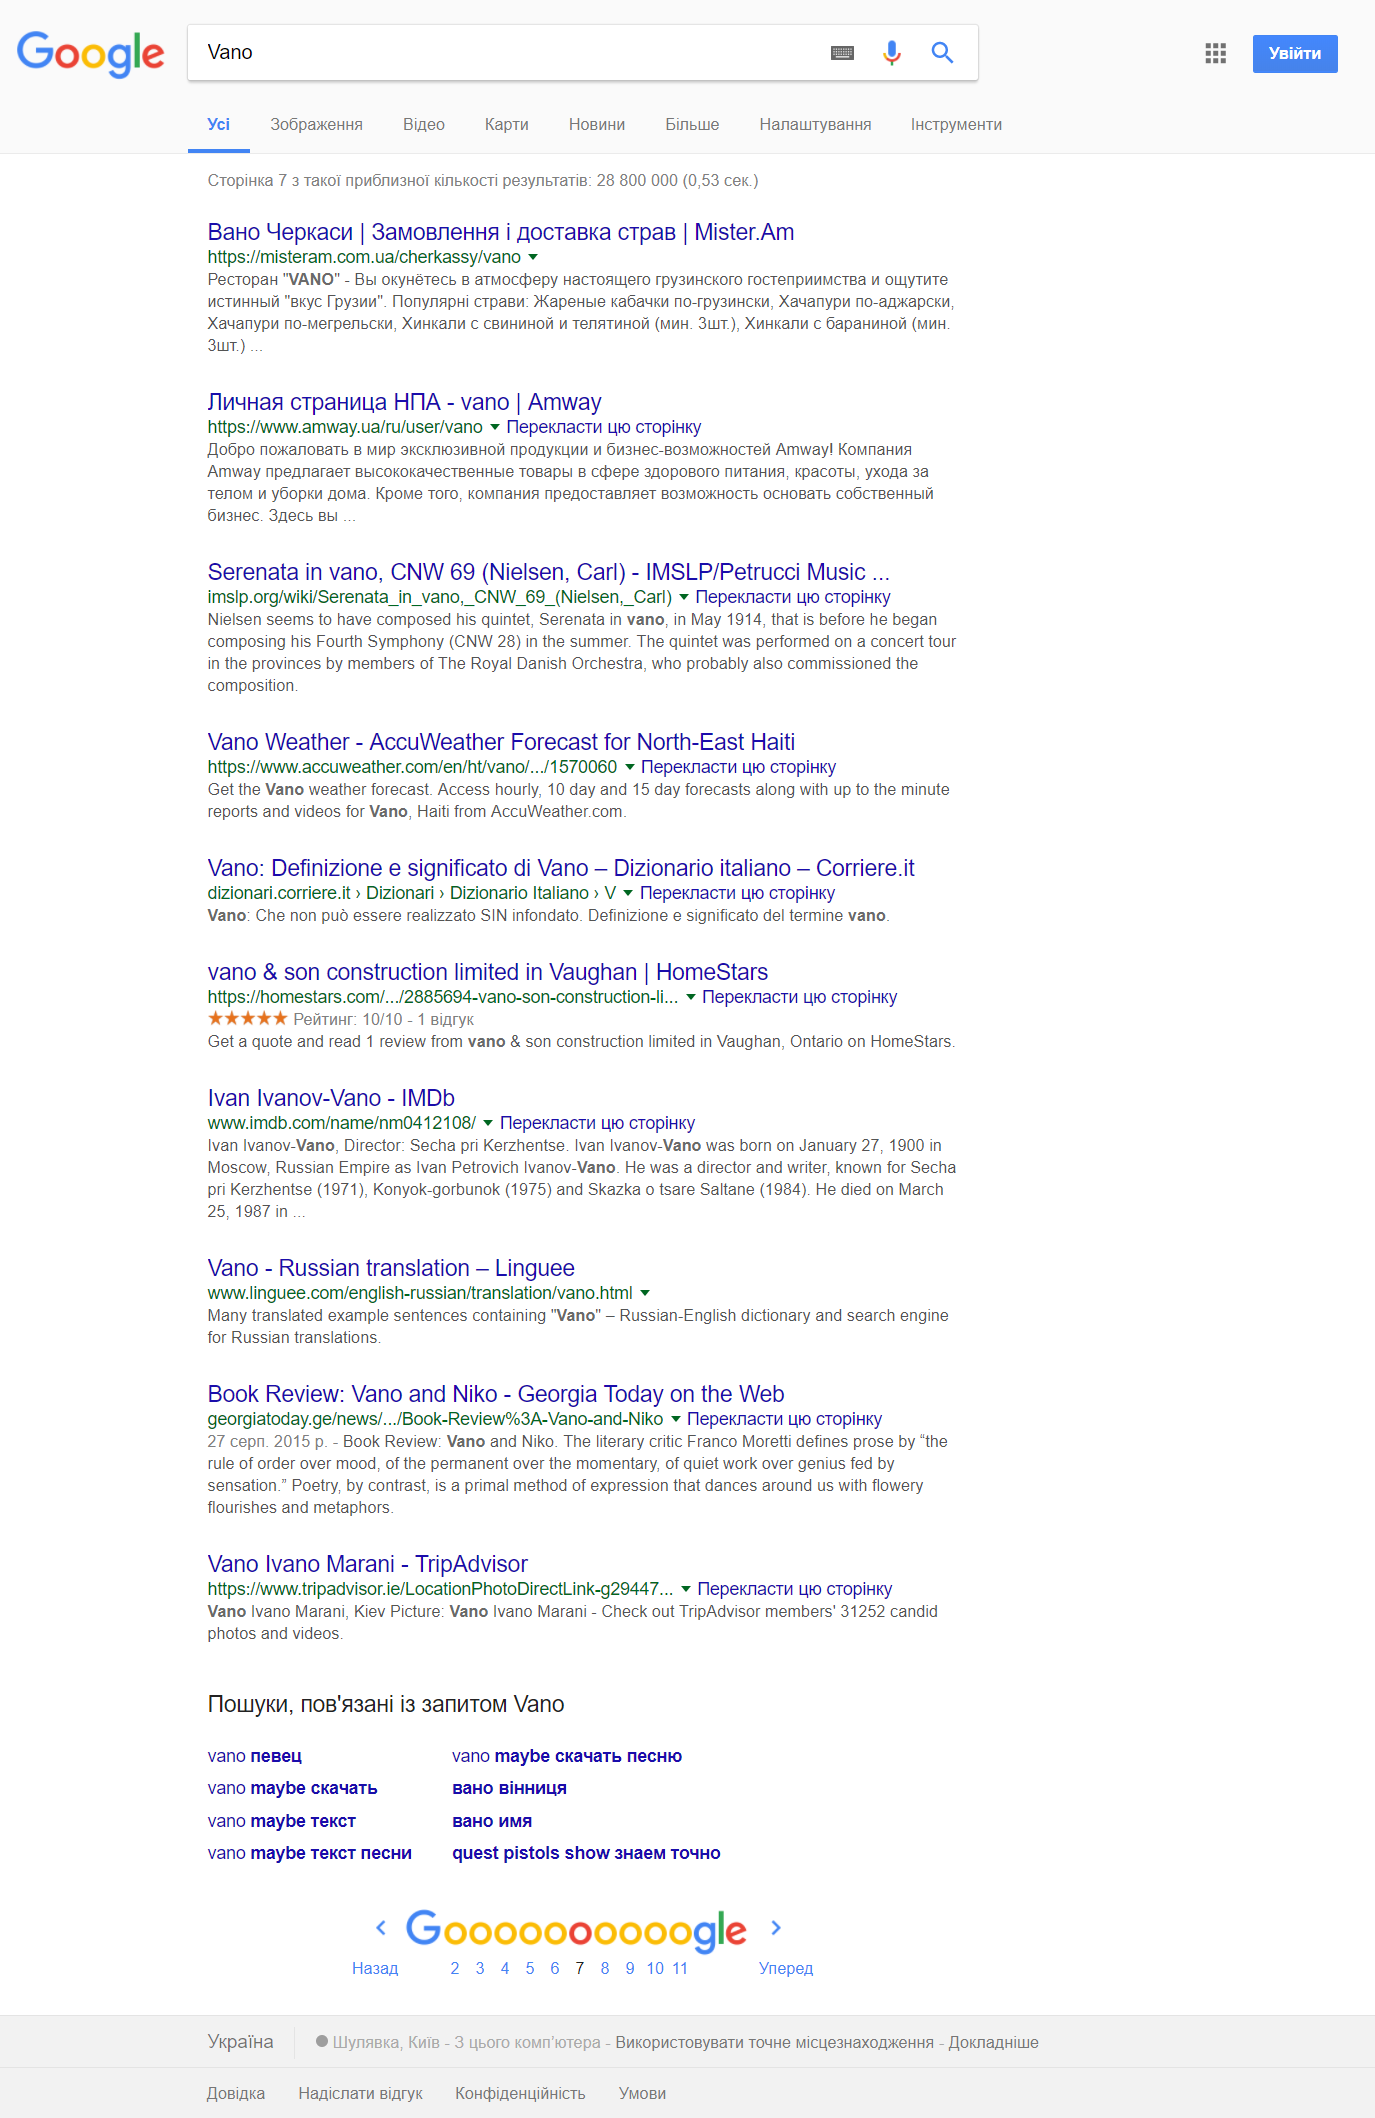 Google
Vano
Увійти
Усі Зображення Відео Карти Новини Більше Налаштування Інструменти
Сторінка 7 з такої приблизної кількості результатів: 28 800 000 (0,53 сек.)
Вано Черкаси | Замовлення і доставка страв | Mister.Am
https://misteram.com.ua/cherkassy/vano
Ресторан "VANO" - Вы окунётесь в атмосферу настоящего грузинского гостеприимства и ощутите
истинный "вкус Грузии". Популярні страви: Жареные кабачки по-грузински, Хачапури по-аджарски,
Хачапури по-мегрельски, Хинкали с свининой и телятиной (мин. 3шт.), Хинкали с бараниной (мин.
3шт.) ...
Личная страница НПА - vano | Amway
https://www.amway.ua/ru/user/vano Перекласти цю сторінку
Добро пожаловать в мир эксклюзивной продукции и бизнес-возможностей Amway! Компания
Amway предлагает высококачественные товары в сфере здорового питания, красоты, ухода за
телом и уборки дома. Кроме того, компания предоставляет возможность основать собственный
бизнес. Здесь вы ...
Serenata in vano, CNW 69 (Nielsen, Carl) - IMSLP/Petrucci Music ...
imslp.org/wiki/Serenata_in_vano,_CNW_69_(Nielsen,_Carl) Перекласти цю сторінку
Nielsen seems to have composed his quintet, Serenata in vano, in May 1914, that is before he began
composing his Fourth Symphony (CNW 28) in the summer. The quintet was performed on a concert tour
in the provinces by members of The Royal Danish Orchestra, who probably also commissioned the
composition.
Vano Weather - AccuWeather Forecast for North-East Haiti
https://www.accuweather.com/en/ht/vano/.../1570060 Перекласти цю сторінку
Get the Vano weather forecast. Access hourly, 10 day and 15 day forecasts along with up to the minute
reports and videos for Vano, Haiti from AccuWeather.com.
Vano: Definizione e significato di Vano – Dizionario italiano – Corriere.it
dizionari.corriere.it › Dizionari › Dizionario Italiano › V Перекласти цю сторінку
Vano: Che non può essere realizzato SIN infondato. Definizione e significato del termine vano.
vano & son construction limited in Vaughan | HomeStars
https://homestars.com/.../2885694-vano-son-construction-li... Перекласти цю сторінку
Рейтинг: 10/10 - 1 відгук
Get a quote and read 1 review from vano & son construction limited in Vaughan, Ontario on HomeStars.
Ivan Ivanov-Vano - IMDb
www.imdb.com/name/nm0412108/ Перекласти цю сторінку
Ivan Ivanov-Vano, Director: Secha pri Kerzhentse. Ivan Ivanov-Vano was born on January 27, 1900 in
Moscow, Russian Empire as Ivan Petrovich Ivanov-Vano. He was a director and writer, known for Secha
pri Kerzhentse (1971), Konyok-gorbunok (1975) and Skazka o tsare Saltane (1984). He died on March
25, 1987 in ...
Vano - Russian translation – Linguee
www.linguee.com/english-russian/translation/vano.html
Many translated example sentences containing "Vano" – Russian-English dictionary and search engine
for Russian translations.
Book Review: Vano and Niko - Georgia Today on the Web
georgiatoday.ge/news/.../Book-Review%3A-Vano-and-Niko Перекласти цю сторінку
27 серп. 2015 р. - Book Review: Vano and Niko. The literary critic Franco Moretti defines prose by “the
rule of order over mood, of the permanent over the momentary, of quiet work over genius fed by
sensation.” Poetry, by contrast, is a primal method of expression that dances around us with flowery
flourishes and metaphors.
Vano Ivano Marani - TripAdvisor
https://www.tripadvisor.ie/LocationPhotoDirectLink-g29447... Перекласти цю сторінку
Vano Ivano Marani, Kiev Picture: Vano Ivano Marani - Check out TripAdvisor members' 31252 candid
photos and videos.
Пошуки, пов'язані із запитом Vano
vano певец vano maybe скачать песню
vano maybe скачать вано вінниця
vano maybe текст вано имя
vano maybe текст песни quest pistols show знаем точно
Goooooooooogle
Назад 2 3 4 5 6 7 8 9 10 11 Уперед
Україна Шулявка, Київ - З цього комп'ютера - Використовувати точне місцезнаходження - Докладніше
Довідка Надіслати відгук Конфіденційність Умови